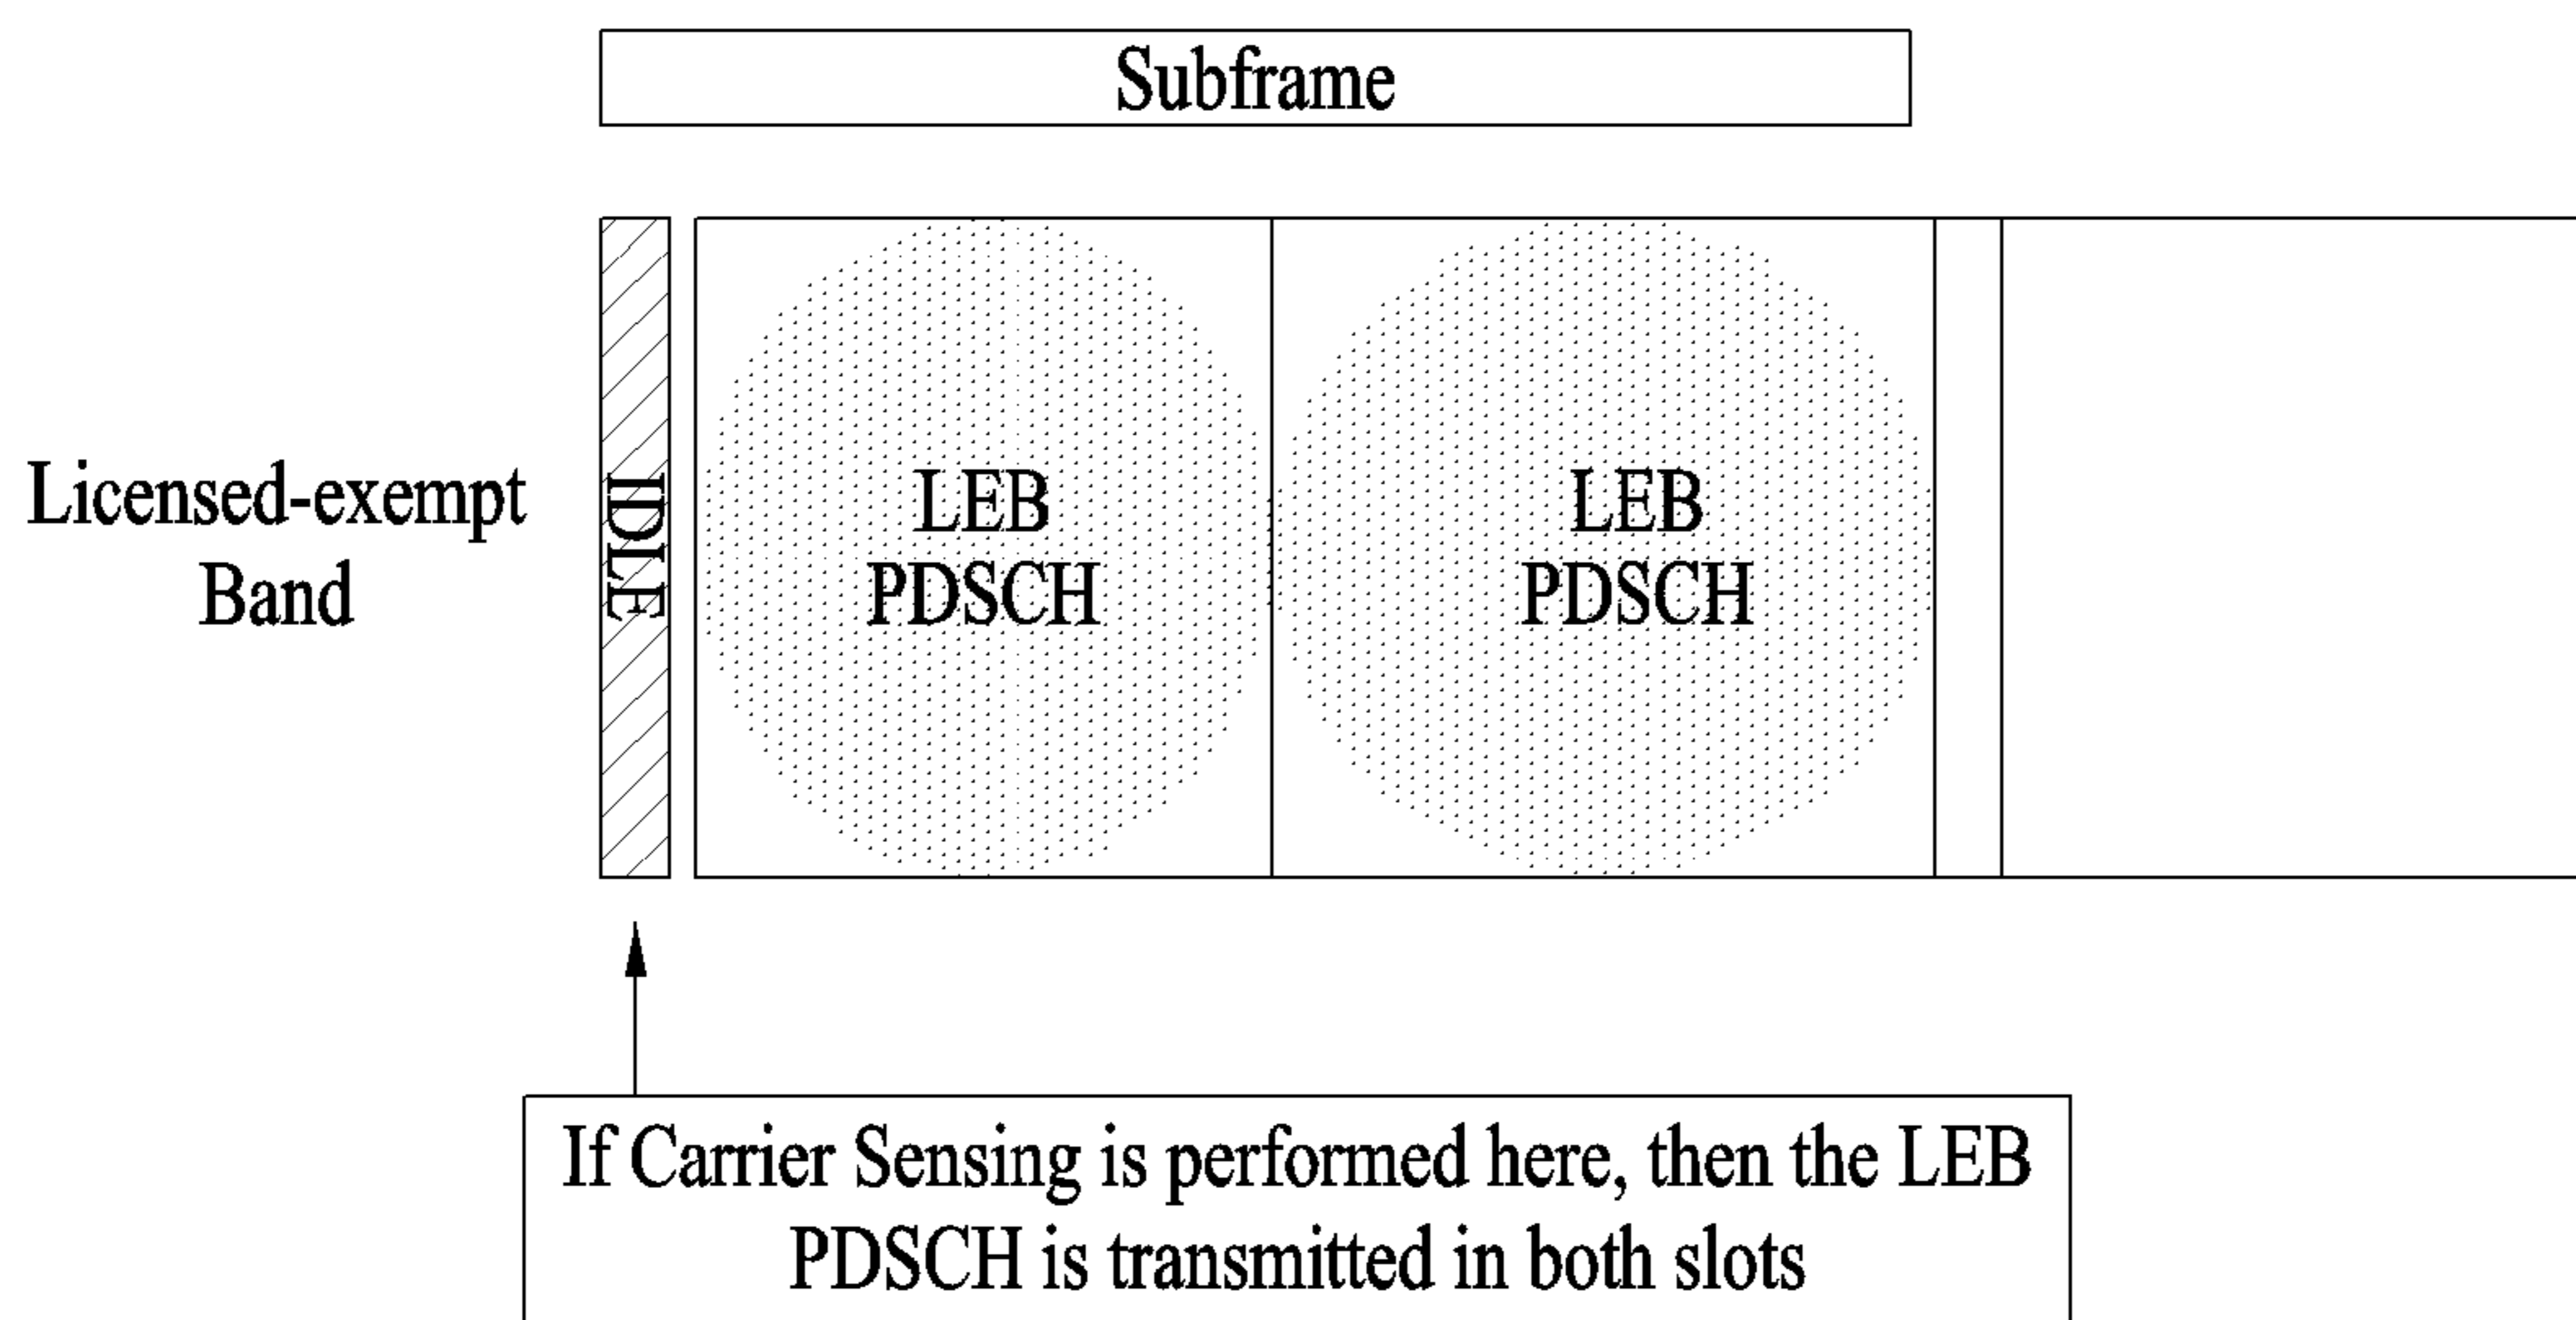 Subframe
Licensed-exempt
Band
IDLE
LEB
PDSCH
LEB
PDSCH
If Carrier Sensing is performed here, then the LEB
PDSCH is transmitted in both slots